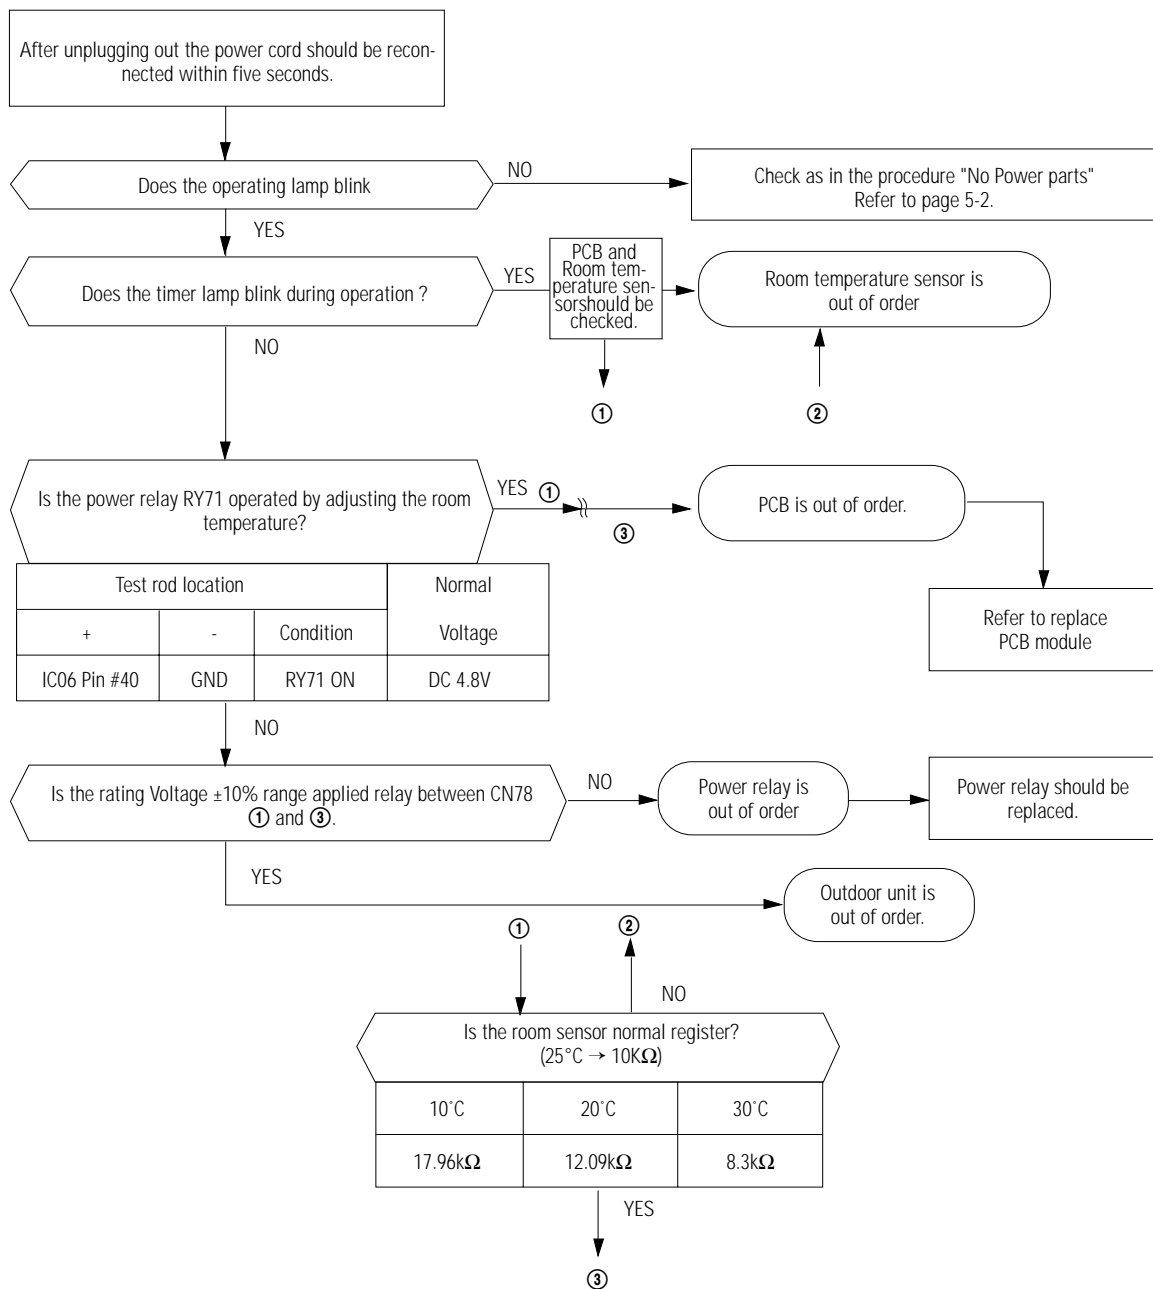 After unplugging out the power cord should be recon-
nected within five seconds.
Does the operating lamp blink
NO
Check as in the procedure "No Power parts"
Refer to page 5-2.
YES
Does the timer lamp blink during operation ?
YES
PCB and
Room tem-
perature sen-
sorshould be
checked.
Room temperature sensor is
out of order
NO
①
②
Is the power relay RY71 operated by adjusting the room
temperature?
YES
①
③
PCB is out of order.
Test rod location
Normal
+
-
Condition
Voltage
IC06 Pin #40
GND
RY71 ON
DC 4.8V
Refer to replace
PCB module
NO
Is the rating Voltage ±10% range applied relay between CN78
① and ③.
NO
Power relay is
out of order
Power relay should be
replaced.
YES
Outdoor unit is
out of order.
①
②
NO
Is the room sensor normal register?
(25°C → 10KΩ)
10°C
20°C
30°C
17.96kΩ
12.09kΩ
8.3kΩ
YES
③